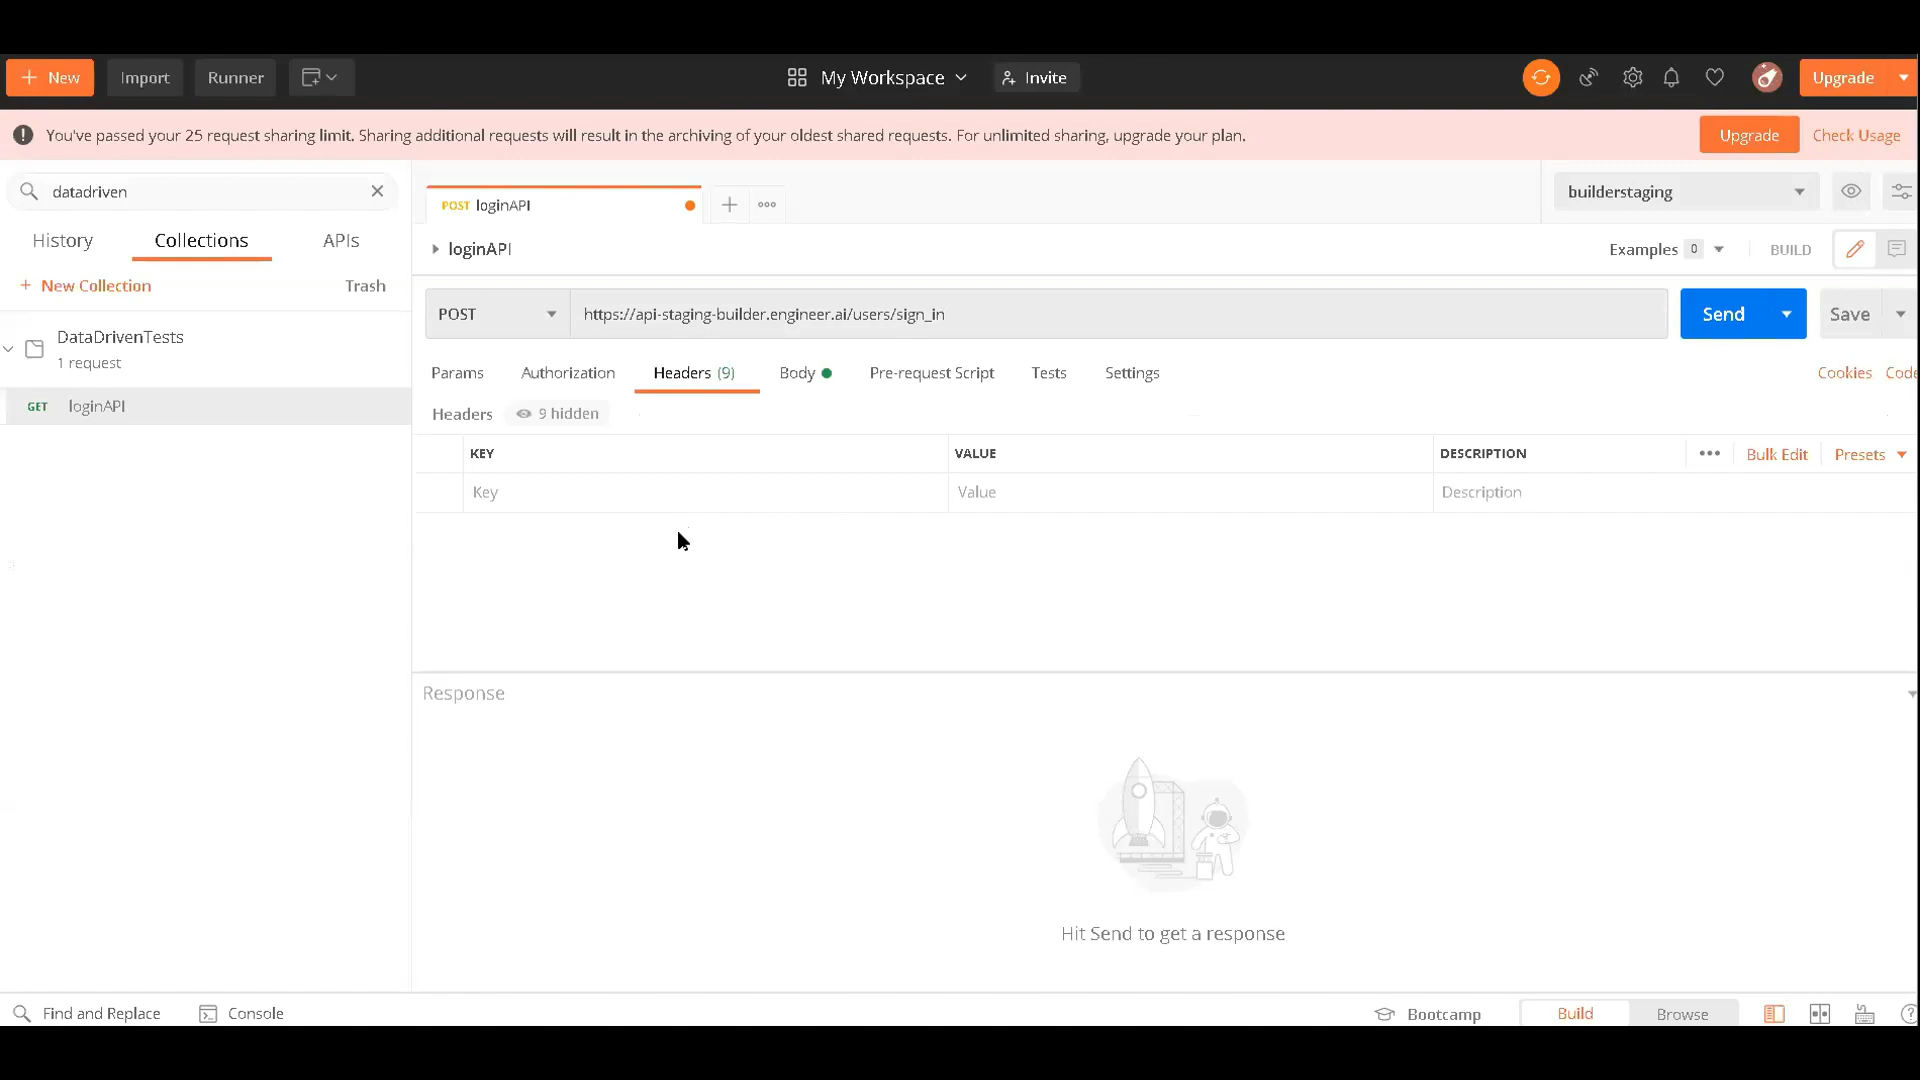 New
Import
Runner
My Workspace
Invite
Upgrade
You've passed your 25 request sharing limit. Sharing additional requests will result in the archiving of your oldest shared requests. For unlimited sharing, upgrade your plan.
Upgrade
Check Usage
datadriven
POST loginAPI
builderstaging
History
Collections
APIs
loginAPI
Examples 0
BUILD
+ New Collection
Trash
POST
https://api-staging-builder.engineer.ai/users/sign_in
Send
Save
DataDrivenTests
1 request
Params
Authorization
Headers (9)
Body
Pre-request Script
Tests
Settings
Cookies
Code
GET loginAPI
Headers
9 hidden
KEY
VALUE
DESCRIPTION
Bulk Edit
Presets
Key
Value
Description
Response
Hit Send to get a response
Find and Replace
Console
Bootcamp
Build
Browse